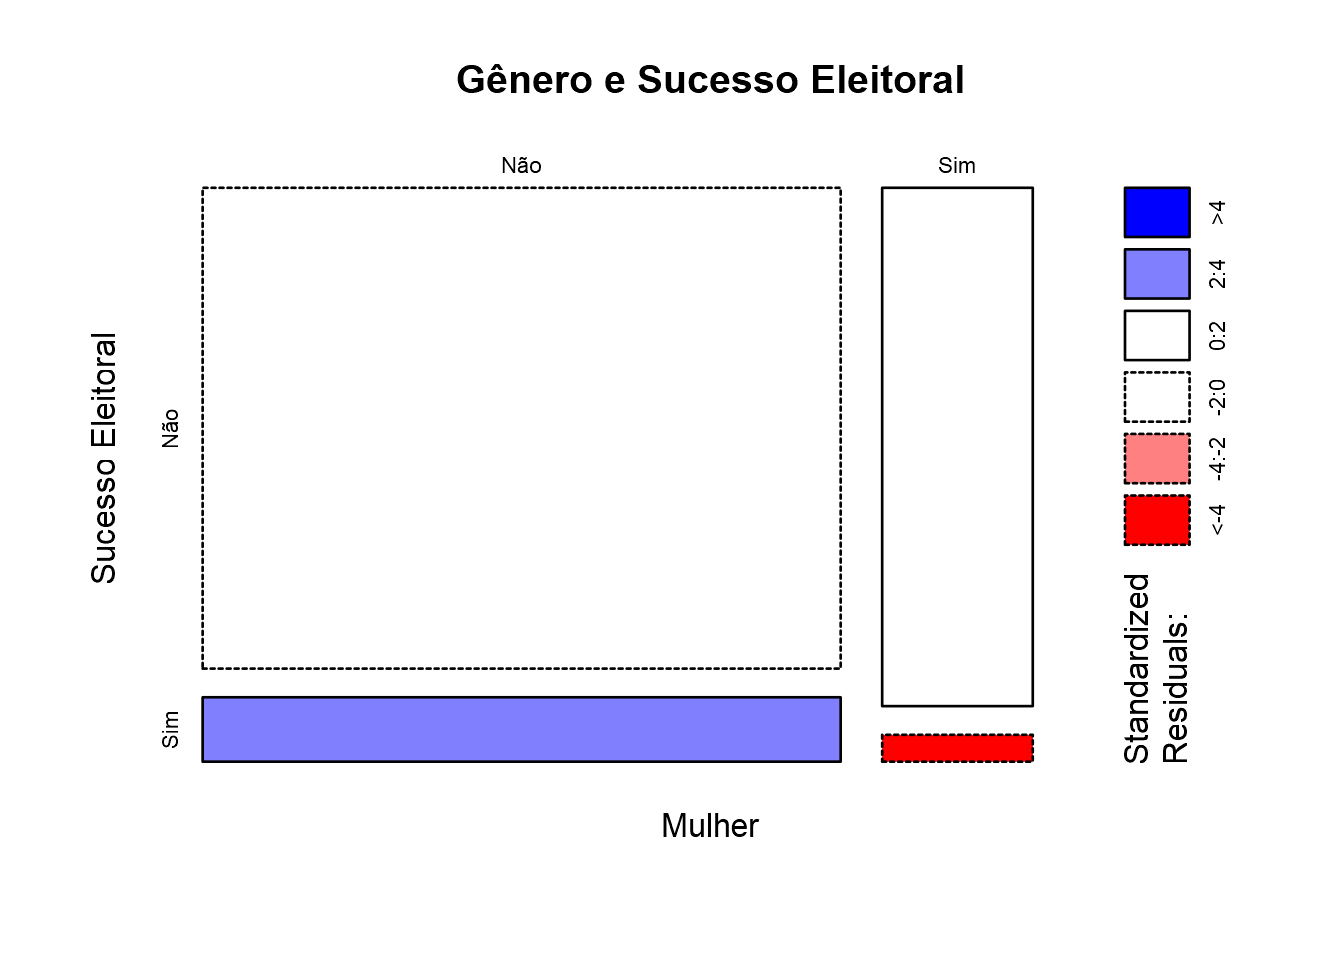 Gênero e Sucesso Eleitoral
Não
Sim
Sucesso Eleitoral
Não
Sim
Mulher
>4
2:4
0:2
-2:0
-4:-2
<-4
Standardized
Residuals: